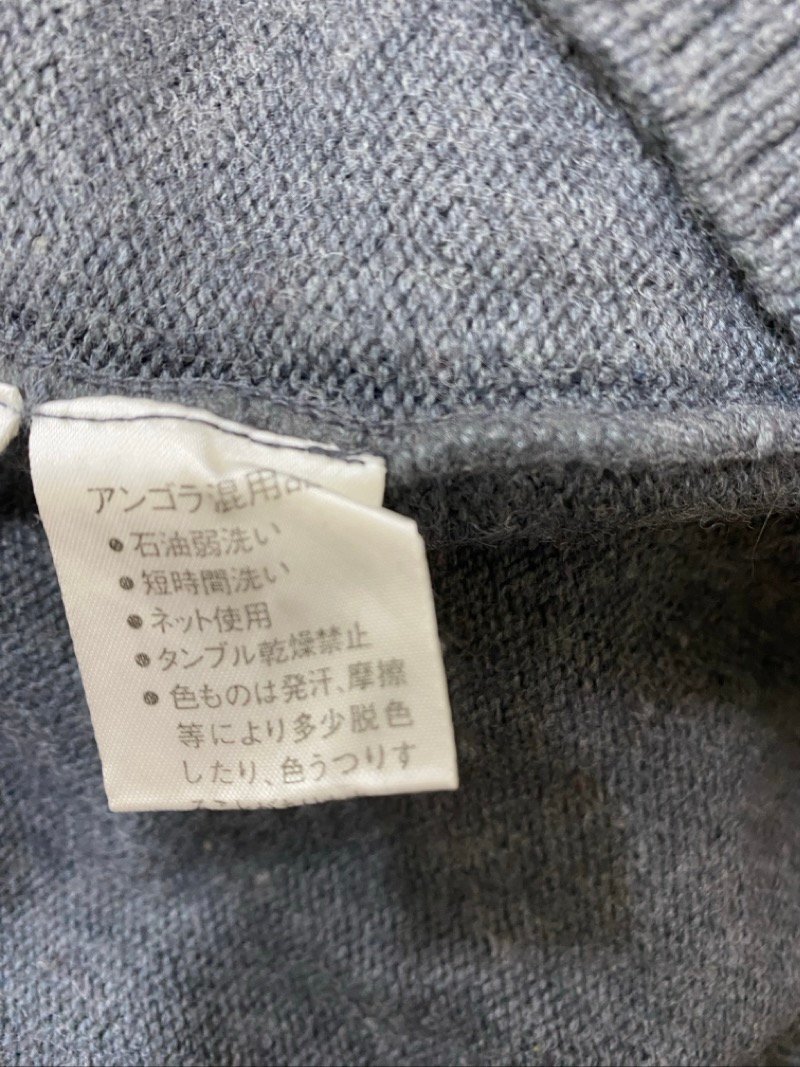 アンゴラ混用品
• 石油弱洗い
• 短時間洗い
• ネット使用
• タンブル乾燥禁止
• 色ものは発汗、摩擦
等により多少脱色
したり、色うつりす